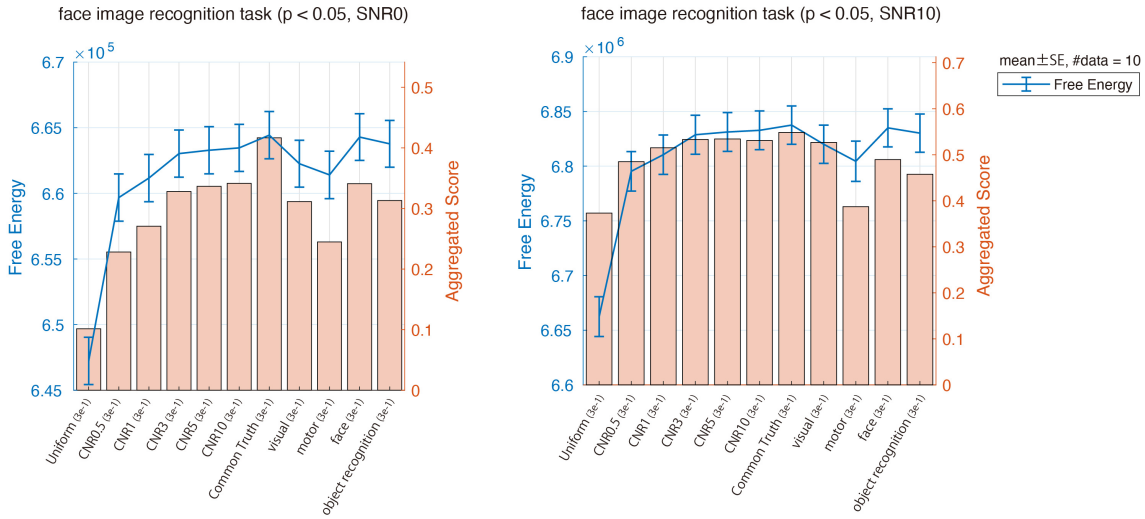 face image recognition task (p < 0.05, SNR0)
×10⁵
6.7
6.65
6.6
6.55
6.5
6.45
Free Energy
0.5
0.4
0.3
0.2
0.1
0
Aggregated Score
Uniform (3e-1)
CNR0.5 (3e-1)
CNR1 (3e-1)
CNR3 (3e-1)
CNR5 (3e-1)
CNR10 (3e-1)
Common Truth (3e-1)
visual (3e-1)
motor (3e-1)
face (3e-1)
object recognition (3e-1)
face image recognition task (p < 0.05, SNR10)
×10⁶
6.9
6.85
6.8
6.75
6.7
6.65
6.6
Free Energy
0.7
0.6
0.5
0.4
0.3
0.2
0.1
0
Aggregated Score
Uniform (3e-1)
CNR0.5 (3e-1)
CNR1 (3e-1)
CNR3 (3e-1)
CNR5 (3e-1)
CNR10 (3e-1)
Common Truth (3e-1)
visual (3e-1)
motor (3e-1)
face (3e-1)
object recognition (3e-1)
mean±SE, #data = 10
Free Energy